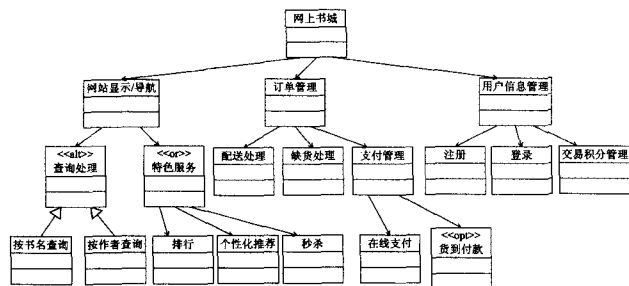 网上书城
网站显示/导航
订单管理
用户信息管理
<<alt>>
查询处理
<<or>>
特色服务
配送处理
缺货处理
支付管理
注册
登录
交易积分管理
按书名查询
按作者查询
排行
个性化推荐
秒杀
在线支付
<<opt>>
货到付款